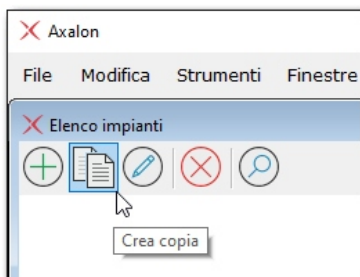 Axalon
File Modifica Strumenti Finestre
Elenco impianti
Crea copia